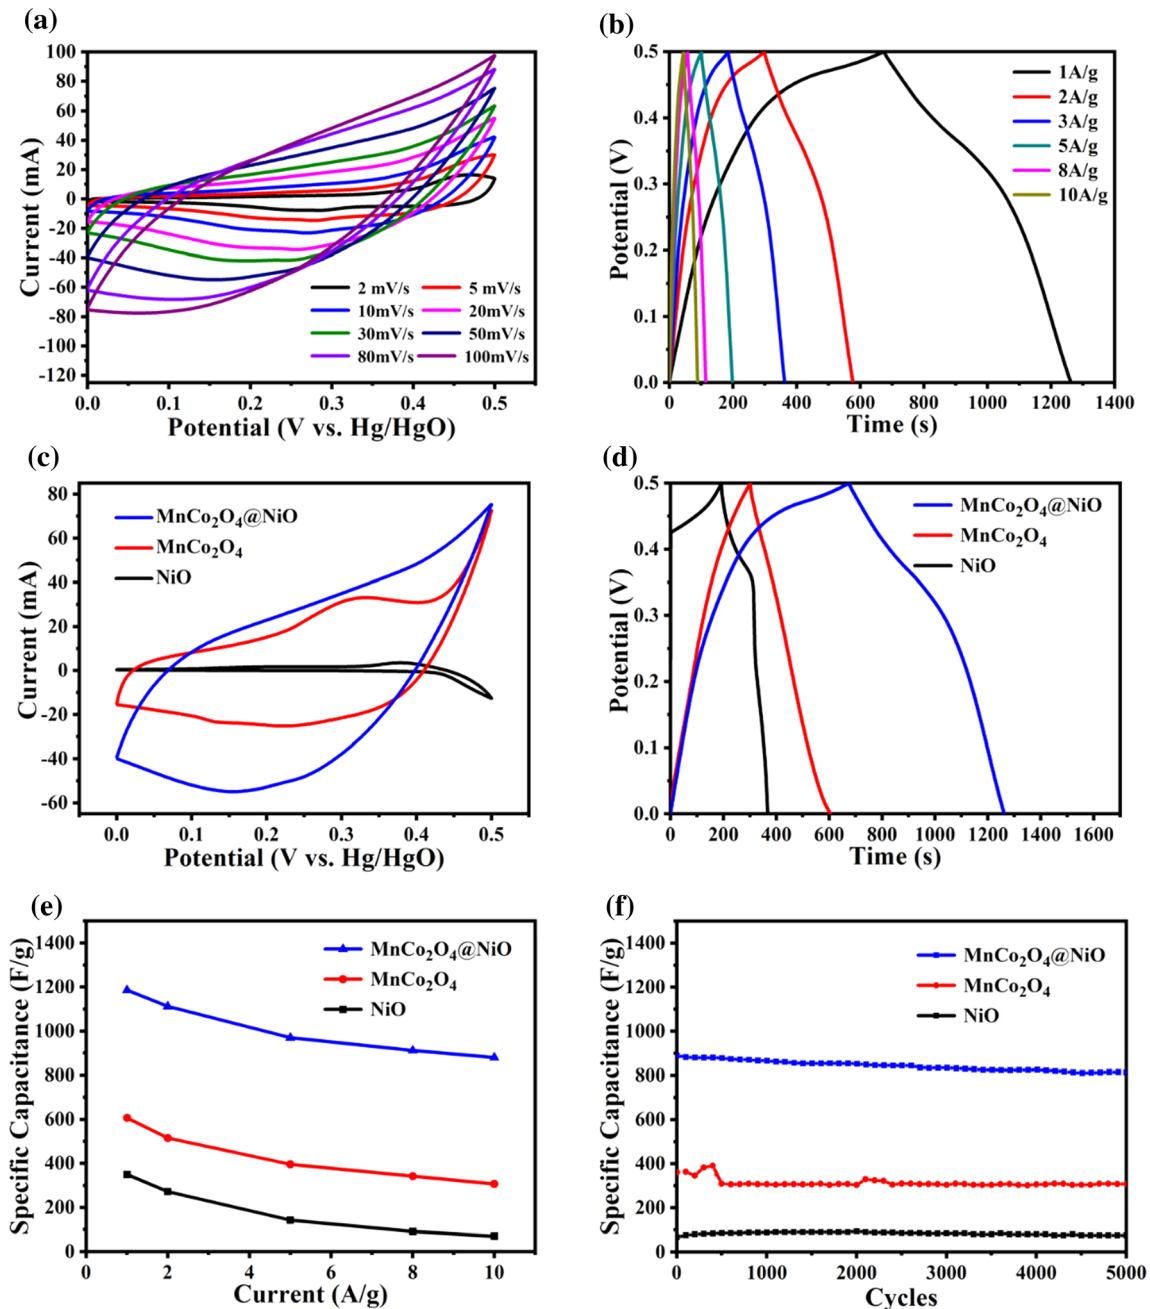 (a)
100
80
60
40
20
0
-20
-40
-60
-80
-100
-120
Current (mA)
2 mV/s 5 mV/s
10mV/s 20mV/s
30mV/s 50mV/s
80mV/s 100mV/s
0.0 0.1 0.2 0.3 0.4 0.5
Potential (V vs. Hg/HgO)
(b)
0.5
0.4
0.3
0.2
0.1
0.0
Potential (V)
1A/g
2A/g
3A/g
5A/g
8A/g
10A/g
0 200 400 600 800 1000 1200 1400
Time (s)
(c)
80
60
40
20
0
-20
-40
-60
Current (mA)
MnCo₂O₄@NiO
MnCo₂O₄
NiO
0.0 0.1 0.2 0.3 0.4 0.5
Potential (V vs. Hg/HgO)
(d)
0.5
0.4
0.5
0.2
0.1
0.0
Potential (V)
MnCo₂O₄@NiO
MnCo₂O₄
NiO
0 200 400 600 800 1000 1200 1400 1600
Time (s)
(e)
1400
1200
1000
800
600
400
200
0
Specific Capacitance (F/g)
MnCo₂O₄@NiO
MnCo₂O₄
NiO
0 2 4 6 8 10
Current (A/g)
(f)
1400
1200
1000
800
600
400
200
0
Specific Capacitance (F/g)
MnCo₂O₄@NiO
MnCo₂O₄
NiO
0 1000 2000 3000 4000 5000
Cycles